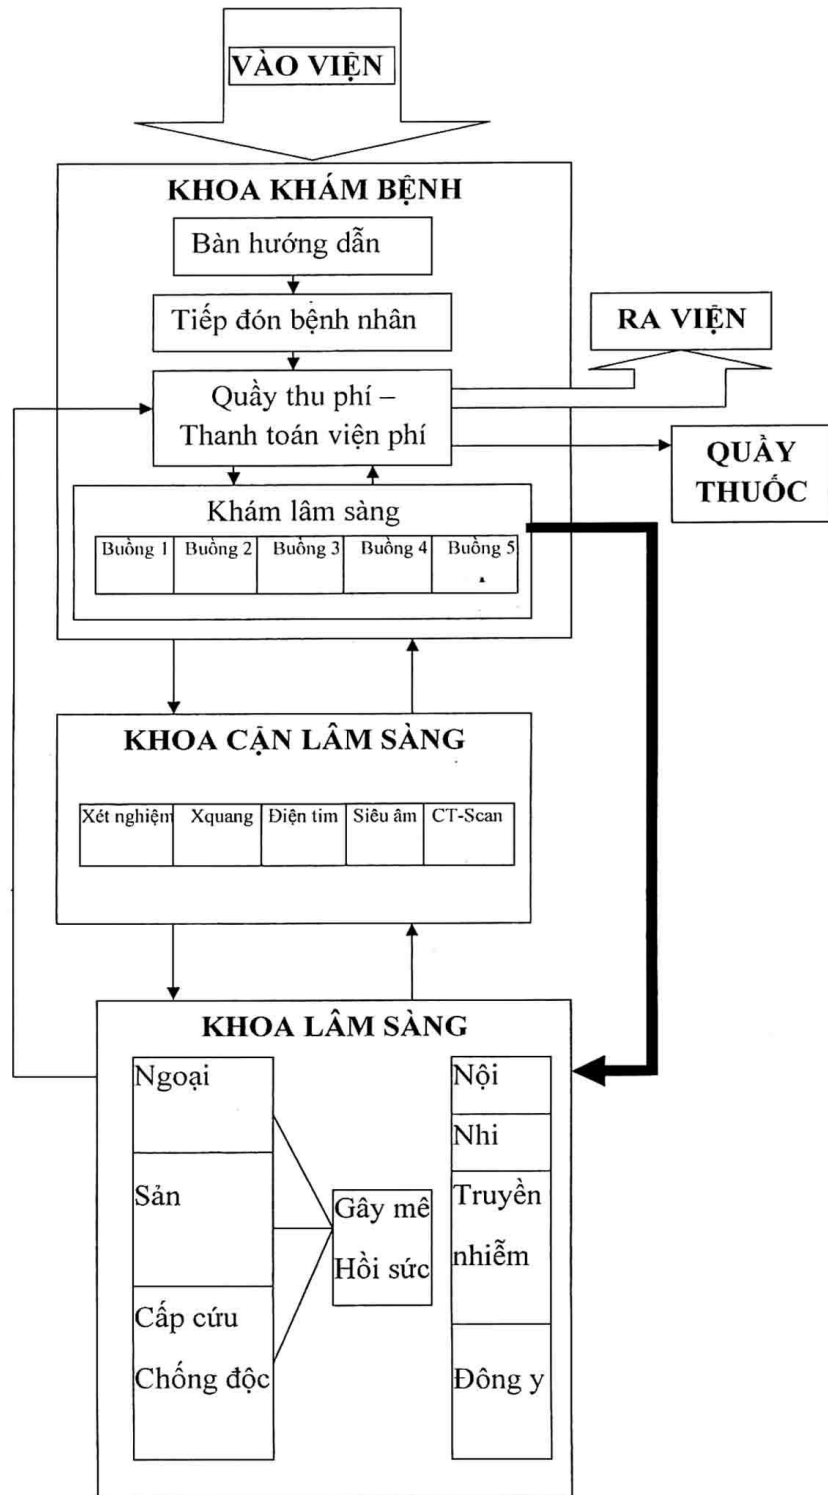 VÀO VIỆN
KHOA KHÁM BỆNH
Bàn hướng dẫn
Tiếp đón bệnh nhân
RA VIỆN
Quầy thu phí –
Thanh toán viện phí
QUẦY
THUỐC
Khám lâm sàng
Buồng 1
Buồng 2
Buồng 3
Buồng 4
Buồng 5
KHOA CẬN LÂM SÀNG
Xét nghiệm
Xquang
Điện tim
Siêu âm
CT-Scan
KHOA LÂM SÀNG
Ngoại
Sản
Cấp cứu
Chống độc
Gây mê
Hồi sức
Nội
Nhi
Truyền
nhiễm
Đông y